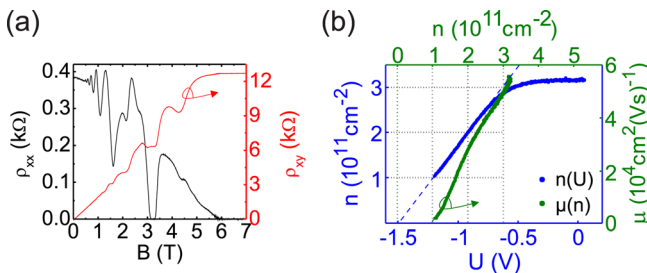 (a)
0.4
0.3
0.2
0.1
0.0
ρxx (kΩ)
0 1 2 3 4 5 6 7
B (T)
12
9
6
3
0
ρxy (kΩ)
(b)
n (10¹¹cm⁻²)
0 1 2 3 4 5
3
2
1
n (10¹¹cm⁻²)
6
4
2
0
μ (10⁴cm²(Vs)⁻¹)
n(U)
μ(n)
-1.5 -1.0 -0.5 0
U (V)